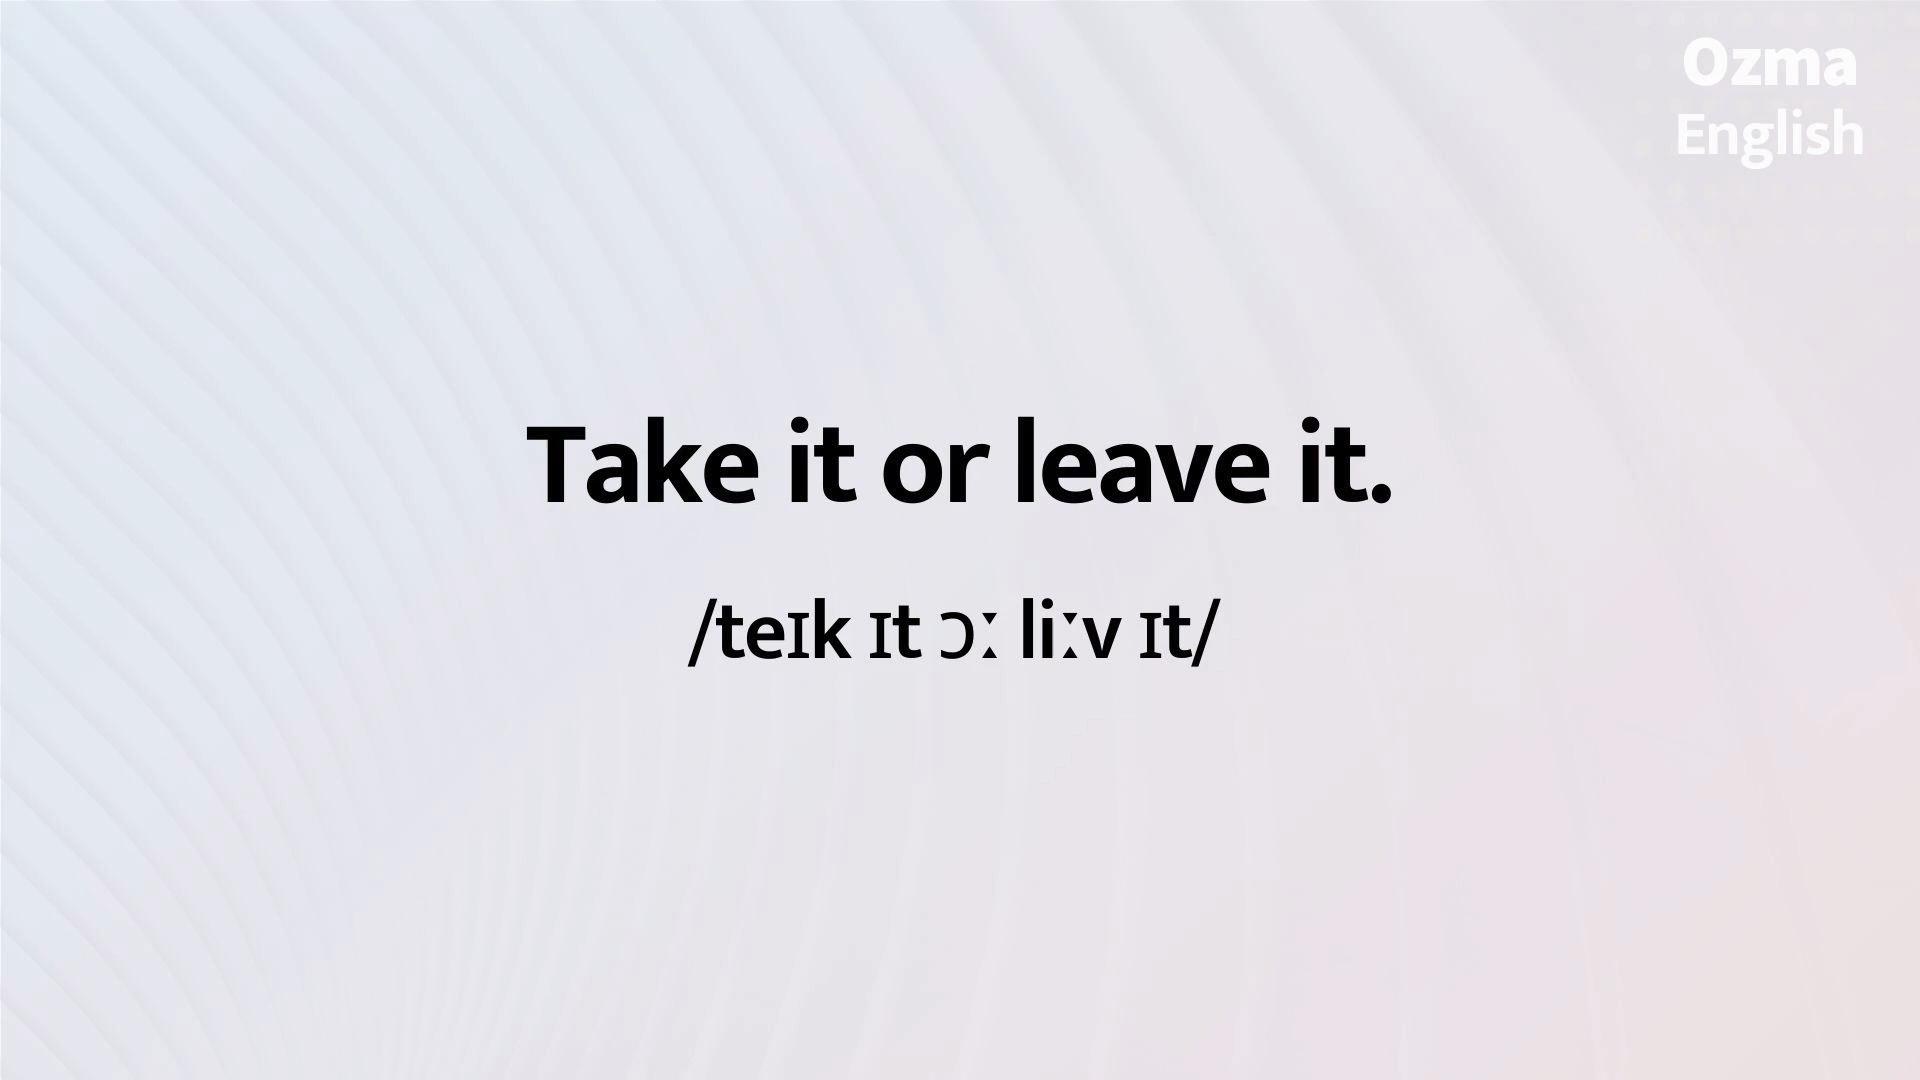 Ozma
English
Take it or leave it.
/teɪk ɪt ɔː liːv ɪt/